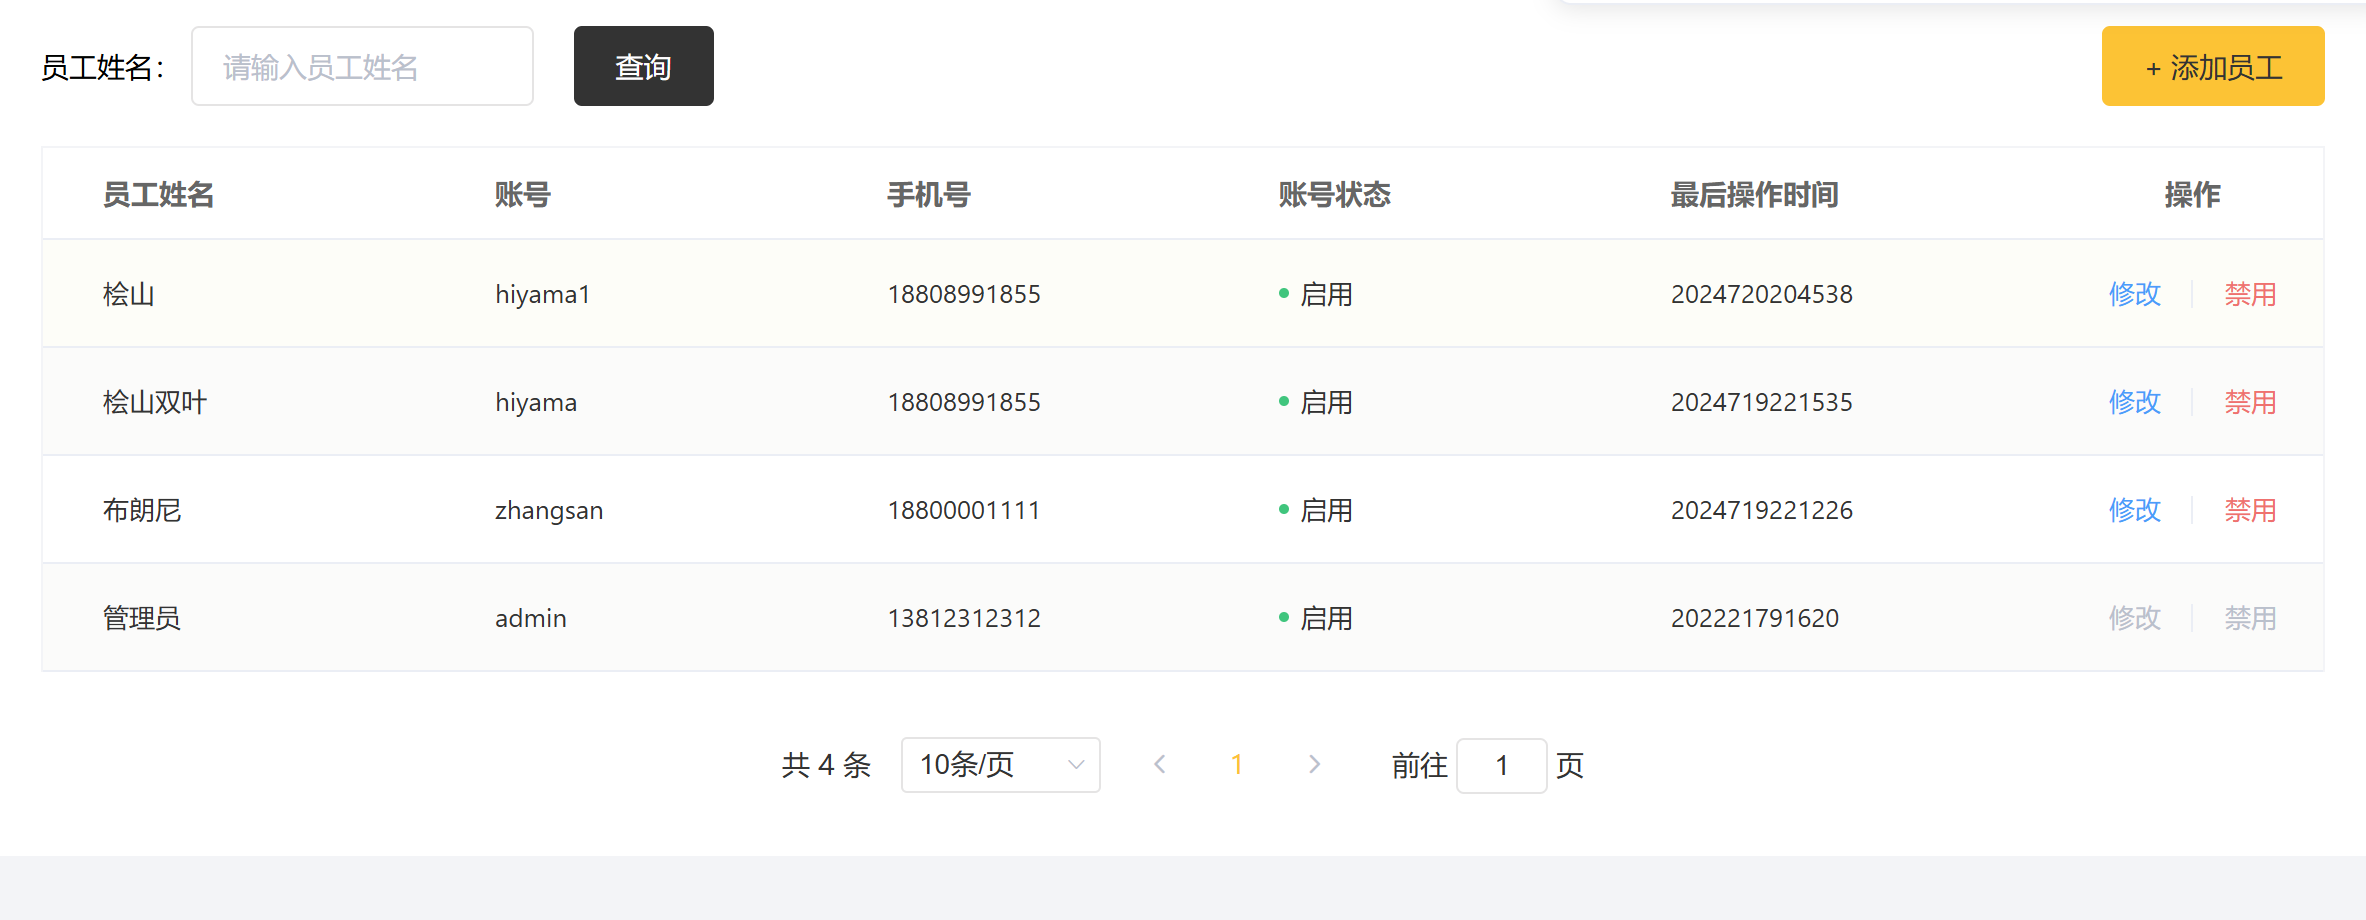 员工姓名： 请输入员工姓名 查询 + 添加员工
员工姓名 账号 手机号 账号状态 最后操作时间 操作
桧山 hiyama1 18808991855 启用 2024720204538 修改 禁用
桧山双叶 hiyama 18808991855 启用 2024719221535 修改 禁用
布朗尼 zhangsan 18800001111 启用 2024719221226 修改 禁用
管理员 admin 13812312312 启用 202221791620 修改 禁用
共 4 条 10条/页 1 前往 1 页